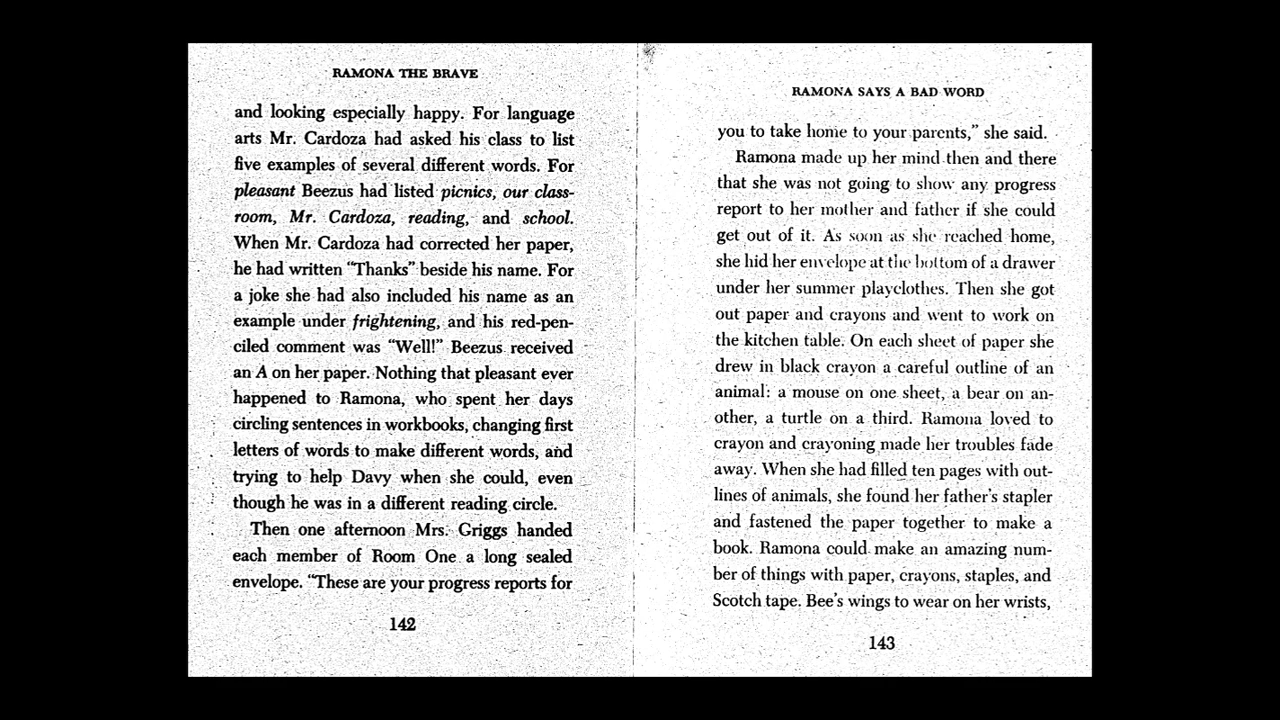 RAMONA THE BRAVE
and looking especially happy. For language
arts Mr. Cardoza had asked his class to list
five examples of several different words. For
pleasant Beezus had listed picnics, our class-
room, Mr. Cardoza, reading, and school.
When Mr. Cardoza had corrected her paper,
he had written “Thanks” beside his name. For
a joke she had also included his name as an
example under frightening, and his red-pen-
ciled comment was “Well!” Beezus received
an A on her paper. Nothing that pleasant ever
happened to Ramona, who spent her days
circling sentences in workbooks, changing first
letters of words to make different words, and
trying to help Davy when she could, even
though he was in a different reading circle.
Then one afternoon Mrs. Griggs handed
each member of Room One a long sealed
envelope. “These are your progress reports for
142
RAMONA SAYS A BAD WORD
you to take home to your parents,” she said.
Ramona made up her mind then and there
that she was not going to show any progress
report to her mother and father if she could
get out of it. As soon as she reached home,
she hid her envelope at the bottom of a drawer
under her summer playclothes. Then she got
out paper and crayons and went to work on
the kitchen table. On each sheet of paper she
drew in black crayon a careful outline of an
animal: a mouse on one sheet, a bear on an-
other, a turtle on a third. Ramona loved to
crayon and crayoning made her troubles fade
away. When she had filled ten pages with out-
lines of animals, she found her father’s stapler
and fastened the paper together to make a
book. Ramona could make an amazing num-
ber of things with paper, crayons, staples, and
Scotch tape. Bee’s wings to wear on her wrists,
143